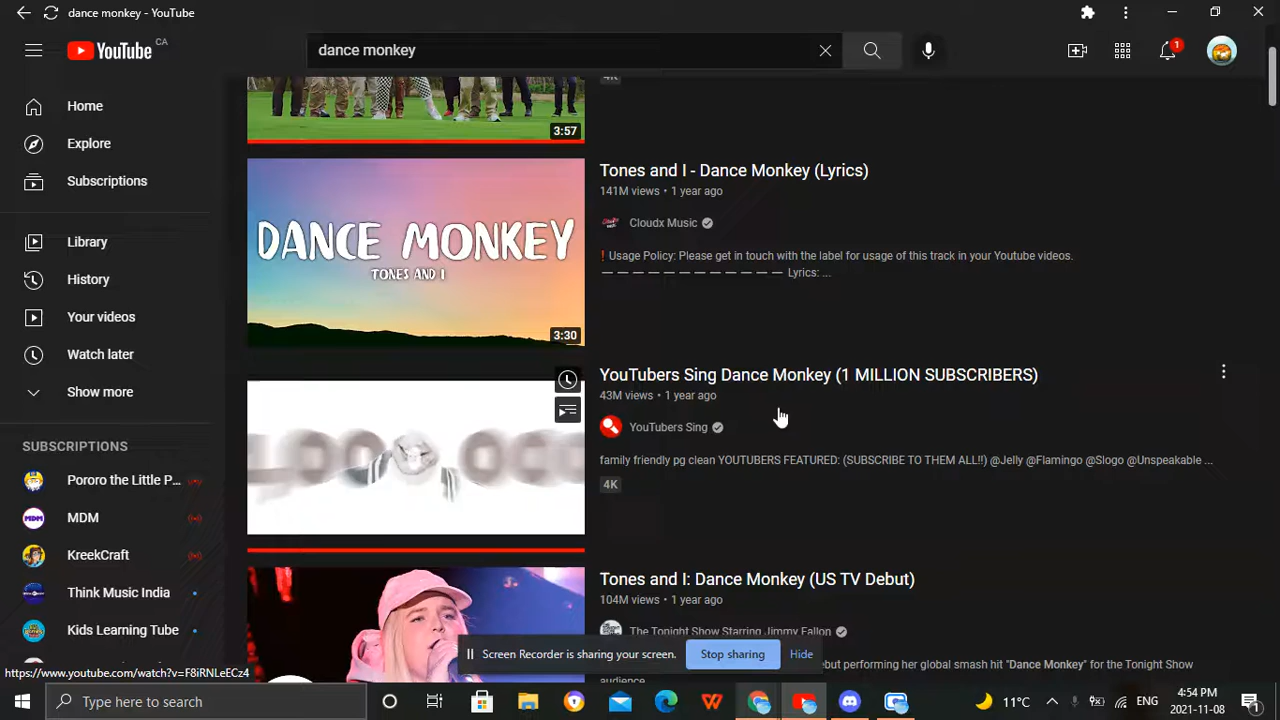 dance monkey - YouTube
YouTube CA
dance monkey
1
Home
Explore
Subscriptions
Library
History
Your videos
Watch later
Show more
SUBSCRIPTIONS
Pororo the Little P...
MDM
MDM
KreekCraft
Think Music India
Kids Learning Tube
3:57
4K
DANCE MONKEY
TONES AND I
3:30
Tones and I - Dance Monkey (Lyrics)
141M views • 1 year ago
Cloudx Music
❗Usage Policy: Please get in touch with the label for usage of this track in your Youtube videos.
— — — — — — — — — — — — Lyrics: ...
YouTubers Sing Dance Monkey (1 MILLION SUBSCRIBERS)
43M views • 1 year ago
YouTubers Sing
family friendly pg clean YOUTUBERS FEATURED: (SUBSCRIBE TO THEM ALL!!) @Jelly @Flamingo @Slogo @Unspeakable ...
4K
Tones and I: Dance Monkey (US TV Debut)
104M views • 1 year ago
The Tonight Show Starring Jimmy Fallon
performing her global smash hit "Dance Monkey" for the Tonight Show
audience.
Screen Recorder is sharing your screen.
Stop sharing
Hide
https://www.youtube.com/watch?v=F8iRNLeECz4
Type here to search
11°C
ENG
4:54 PM
2021-11-08
1